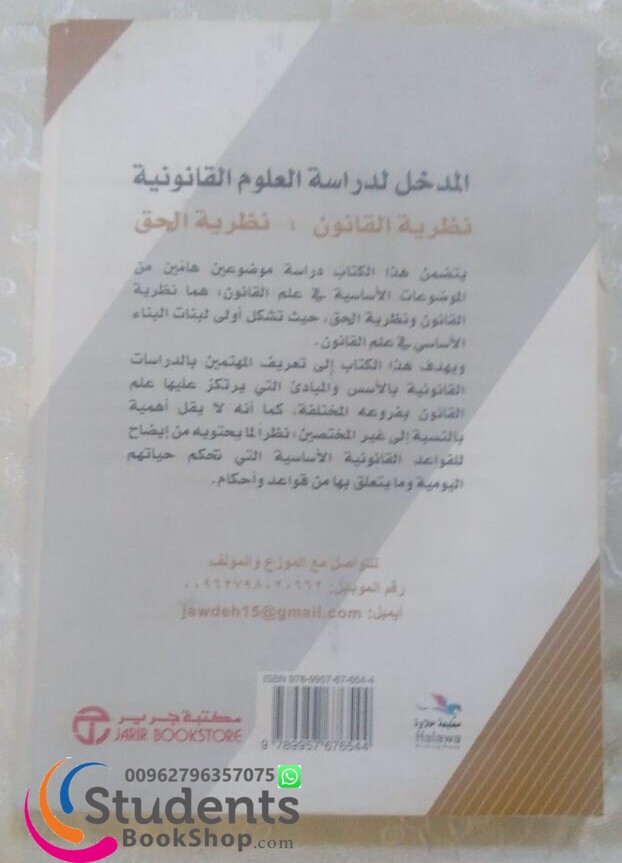 المدخل لدراسة العلوم القانونية
نظرية القانون : نظرية الحق
يتضمن هذا الكتاب دراسة موضوعين هامين من
الموضوعات الأساسية في علم القانون؛ هما نظرية
القانون ونظرية الحق، حيث تشكل أولى لبنات البناء
الأساسي في علم القانون.
ويهدف هذا الكتاب إلى تعريف المهتمين بالدراسات
القانونية بالأسس والمبادئ التي يرتكز عليها علم
القانون بفروعه المختلفة، كما أنه لا يقل أهمية
بالنسبة إلى غير المختصين؛ نظرا لما يحتويه من إيضاح
للقواعد القانونية الأساسية التي تحكم حياتهم
اليومية وما يتعلق بها من قواعد وأحكام.
للتواصل مع الموزع والمؤلف
رقم الموبايل: ٠٠٩٦٢٧٩٨٠٢٠٩٦٢
ايميل: jawdeh15@gmail.com
ISBN 978-9957-67-654-4
9 789957 676544
مكتبة جرير
JARIR BOOKSTORE
مطبعة حلاوة
Halawa
00962796357075
Students
BookShop.com